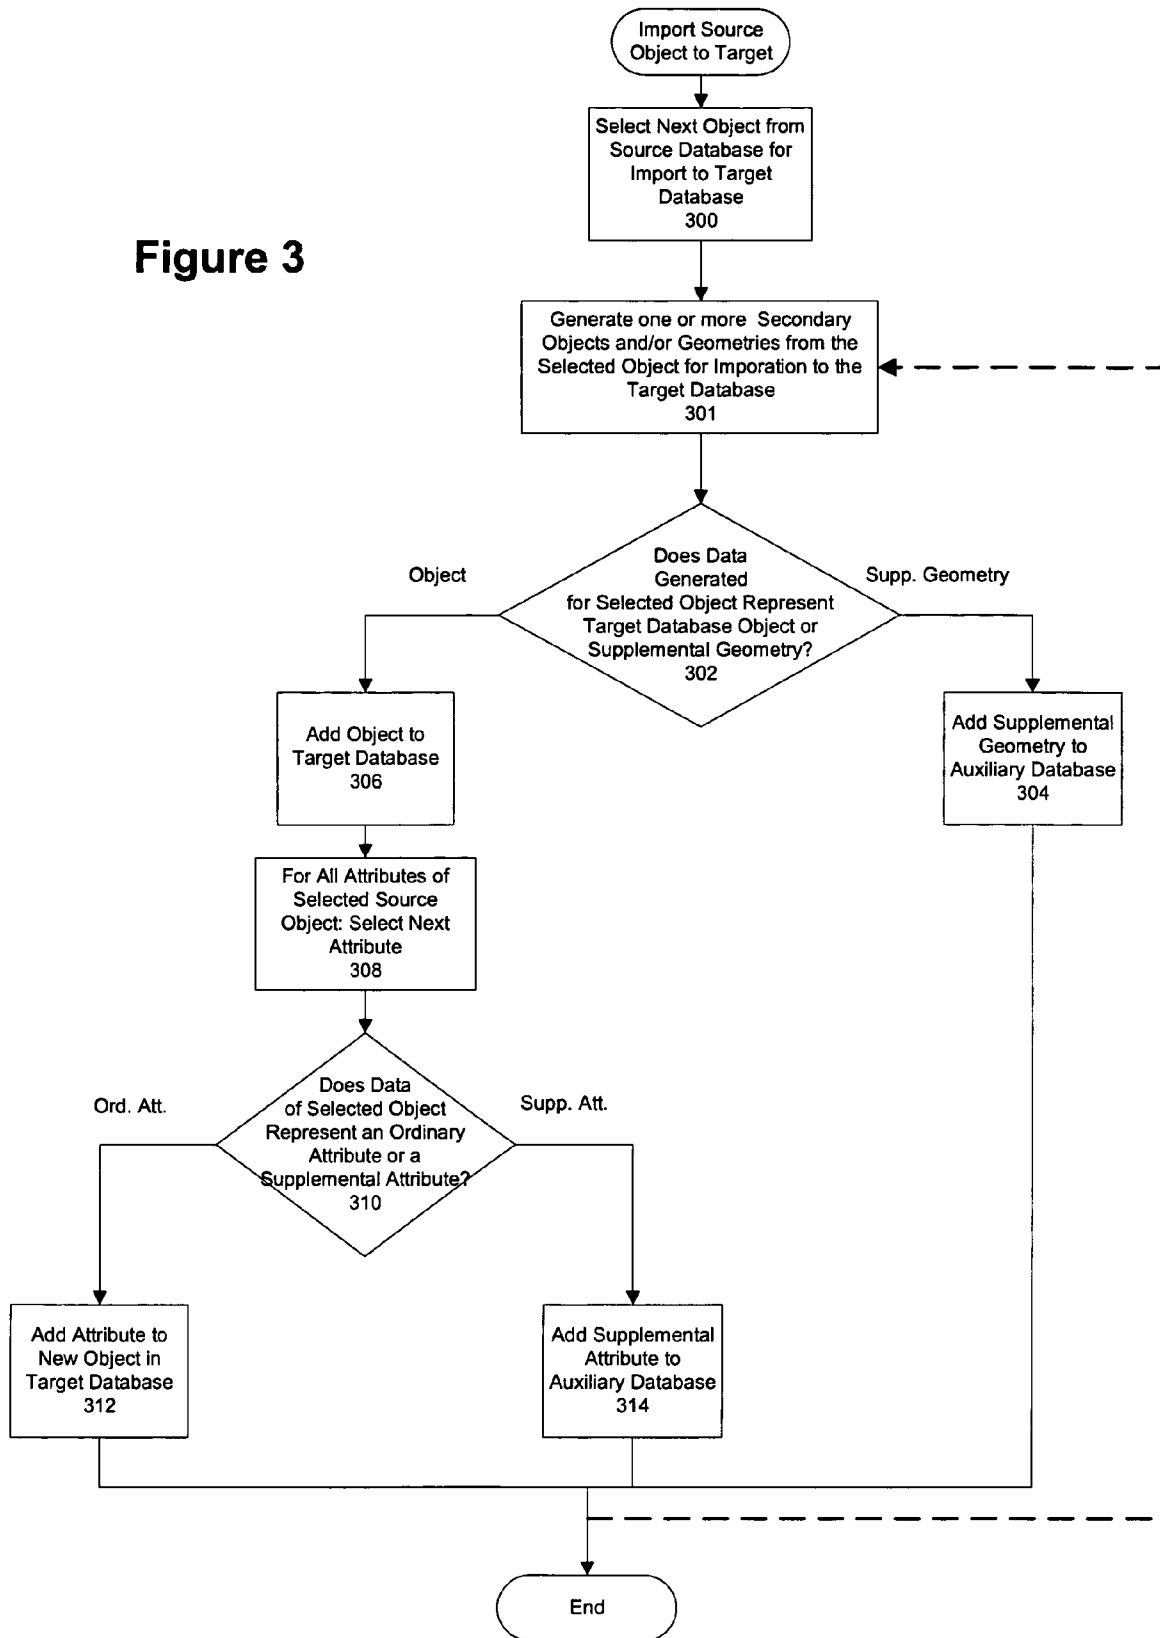 Import Source
Object to Target
Select Next Object from
Source Database for
Import to Target
Database
300
Figure 3
Generate one or more Secondary
Objects and/or Geometries from the
Selected Object for Imporation to the
Target Database
301
Does Data
Generated
for Selected Object Represent
Target Database Object or
Supplemental Geometry?
302
Object
Supp. Geometry
Add Object to
Target Database
306
Add Supplemental
Geometry to
Auxiliary Database
304
For All Attributes of
Selected Source
Object: Select Next
Attribute
308
Does Data
of Selected Object
Represent an Ordinary
Attribute or a
Supplemental Attribute?
310
Ord. Att.
Supp. Att.
Add Attribute to
New Object in
Target Database
312
Add Supplemental
Attribute to
Auxiliary Database
314
End